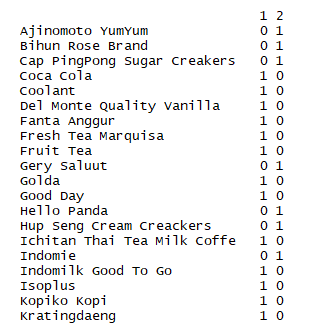 1 2
Ajinomoto YumYum 0 1
Bihun Rose Brand 0 1
Cap PingPong Sugar Creakers 0 1
Coca Cola 1 0
Coolant 1 0
Del Monte Quality Vanilla 1 0
Fanta Anggur 1 0
Fresh Tea Marquisa 1 0
Fruit Tea 1 0
Gery Saluut 0 1
Golda 1 0
Good Day 1 0
Hello Panda 0 1
Hup Seng Cream Creackers 0 1
Ichitan Thai Tea Milk Coffe 1 0
Indomie 0 1
Indomilk Good To Go 1 0
Isoplus 1 0
Kopiko Kopi 1 0
Kratingdaeng 1 0